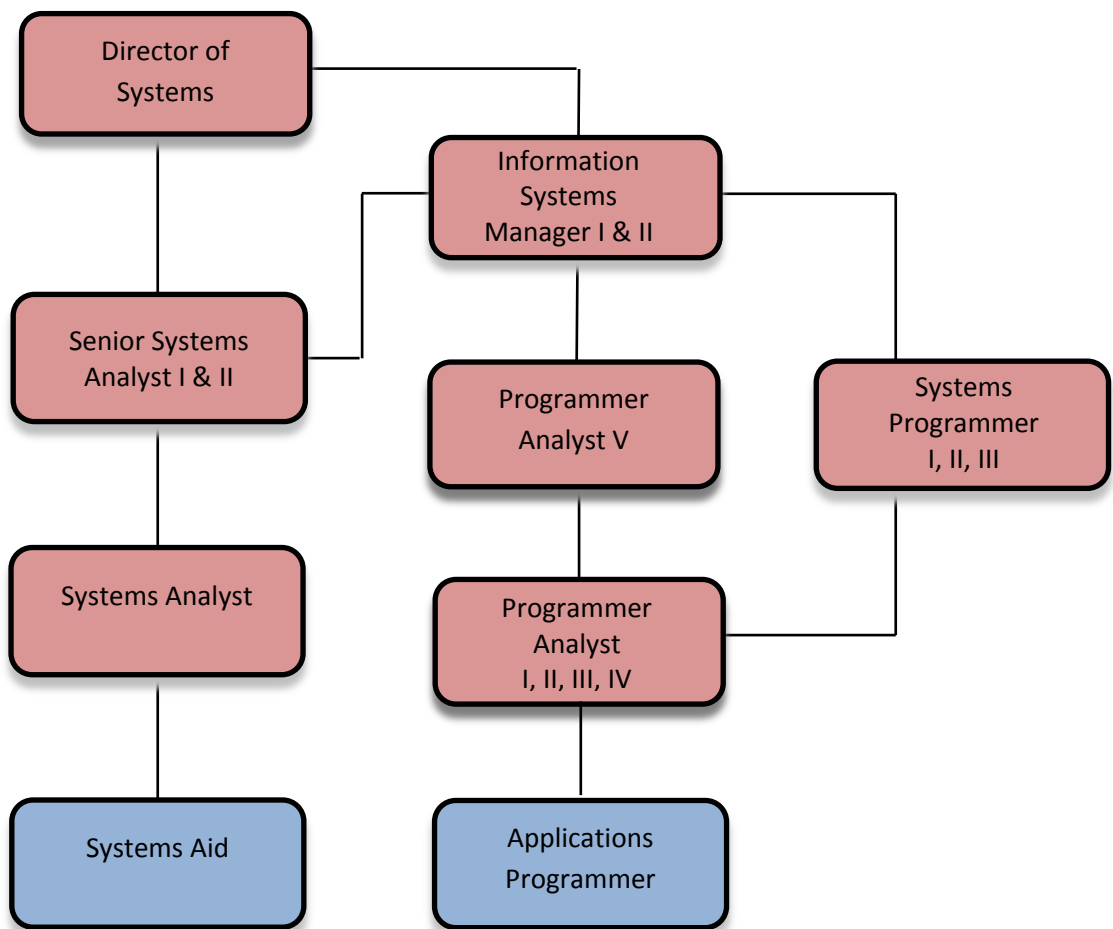 Director of
Systems
Information
Systems
Manager I & II
Senior Systems
Analyst I & II
Programmer
Analyst V
Systems
Programmer
I, II, III
Systems Analyst
Programmer
Analyst
I, II, III, IV
Systems Aid
Applications
Programmer